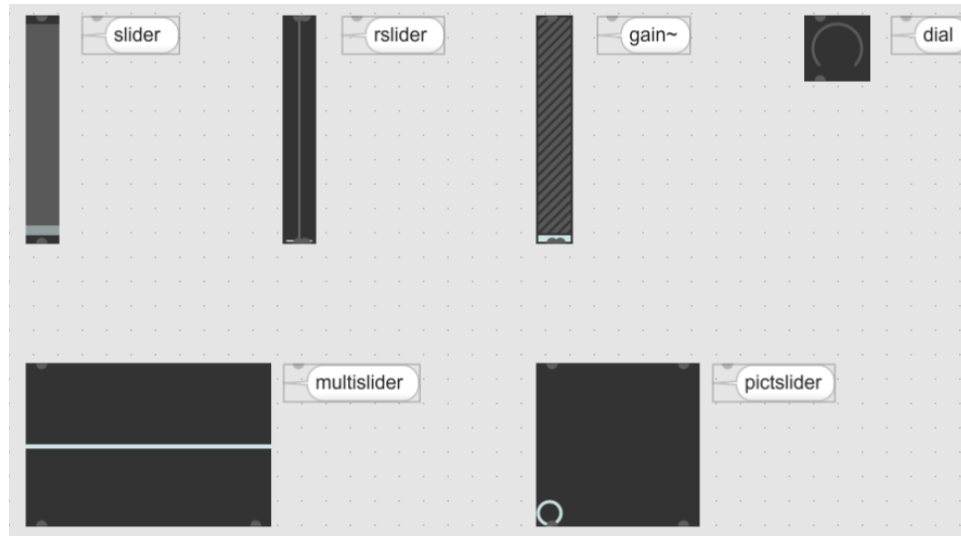 slider
rslider
gain~
dial
multislider
pictslider